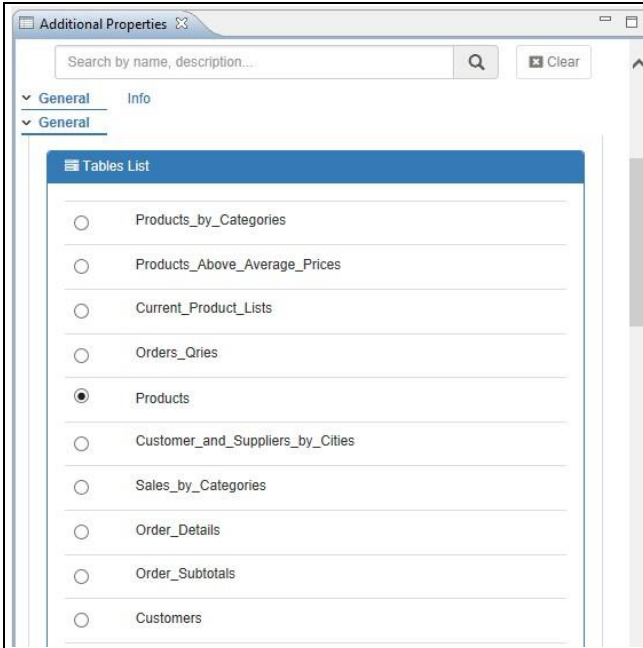 Additional Properties
Search by name, description...
Clear
General Info
General
Tables List
Products_by_Categories
Products_Above_Average_Prices
Current_Product_Lists
Orders_Qries
Products
Customer_and_Suppliers_by_Cities
Sales_by_Categories
Order_Details
Order_Subtotals
Customers